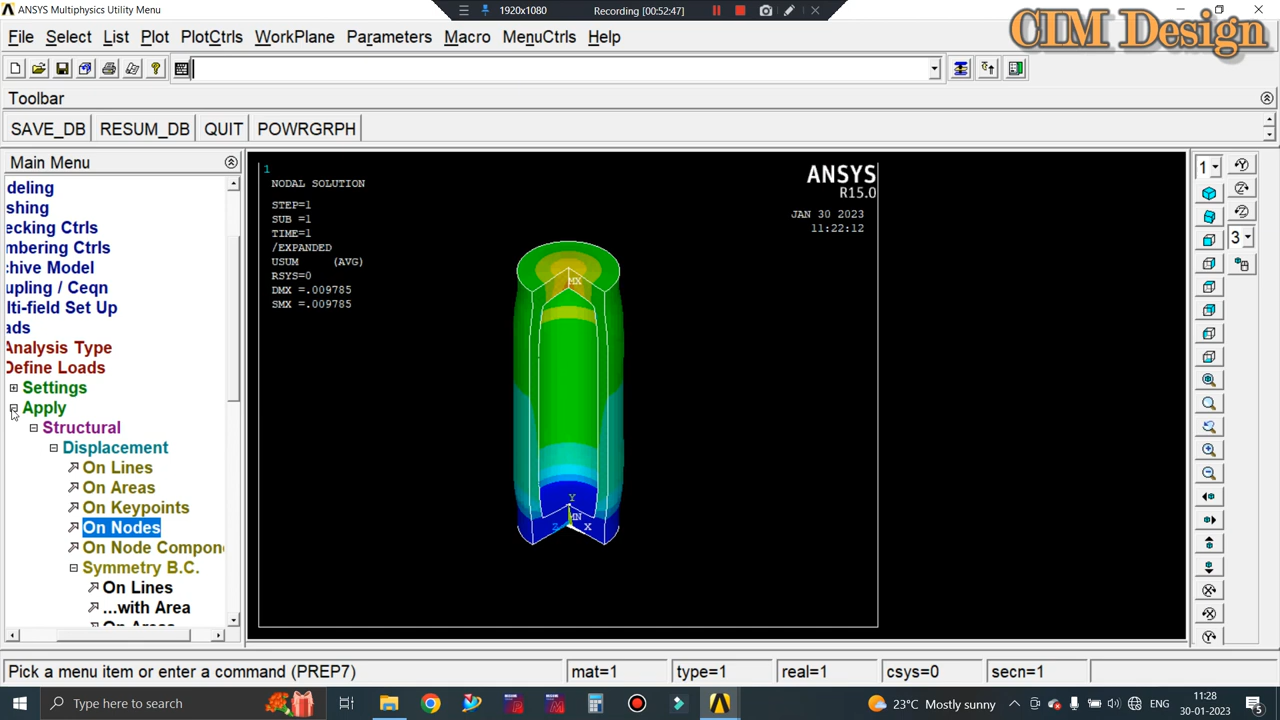 ANSYS Multiphysics Utility Menu
1920x1080
Recording [00:52:47]
CIM Design
File Select List Plot PlotCtrls WorkPlane Parameters Macro MenuCtrls Help
Toolbar
SAVE_DB RESUM_DB QUIT POWRGRPH
Main Menu
deling
shing
ecking Ctrls
mbering Ctrls
chive Model
upling / Ceqn
lti-field Set Up
ads
Analysis Type
Define Loads
Settings
Apply
Structural
Displacement
On Lines
On Areas
On Keypoints
On Nodes
On Node Compon
Symmetry B.C.
On Lines
...with Area
On Areas
1
NODAL SOLUTION
STEP=1
SUB =1
TIME=1
/EXPANDED
USUM (AVG)
RSYS=0
DMX =.009785
SMX =.009785
ANSYS
R15.0
JAN 30 2023
11:22:12
MX
Y
MN
Z X
1
3
Pick a menu item or enter a command (PREP7)
mat=1
type=1
real=1
csys=0
secn=1
Type here to search
23°C Mostly sunny
ENG
11:28
30-01-2023
5